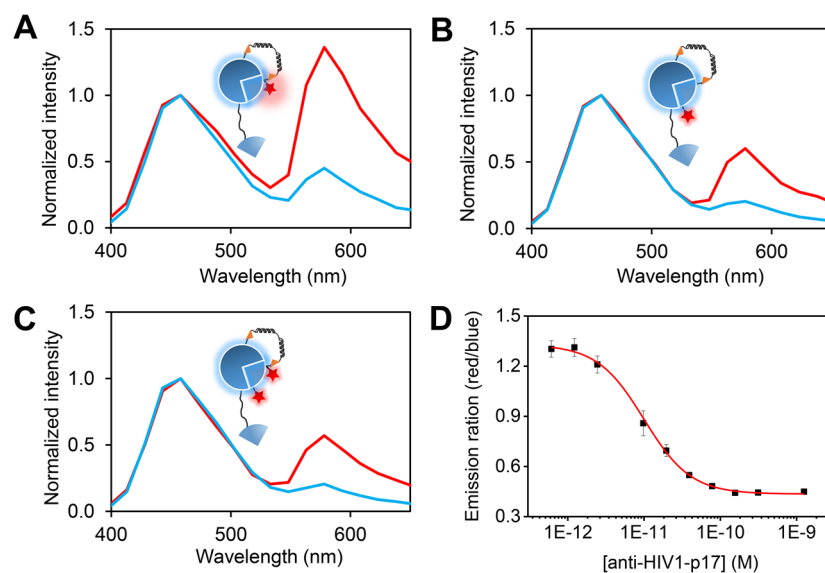 A
Normalized intensity
1.5
1.0
0.5
0.0
400
500
600
Wavelength (nm)
B
Normalized intensity
1.5
1.0
0.5
0.0
400
500
600
Wavelength (nm)
C
Normalized intensity
1.5
1.0
0.5
0.0
400
500
600
Wavelength (nm)
D
Emission ration (red/blue)
1.5
1.2
0.9
0.6
0.3
1E-12
1E-11
1E-10
1E-9
[anti-HIV1-p17] (M)